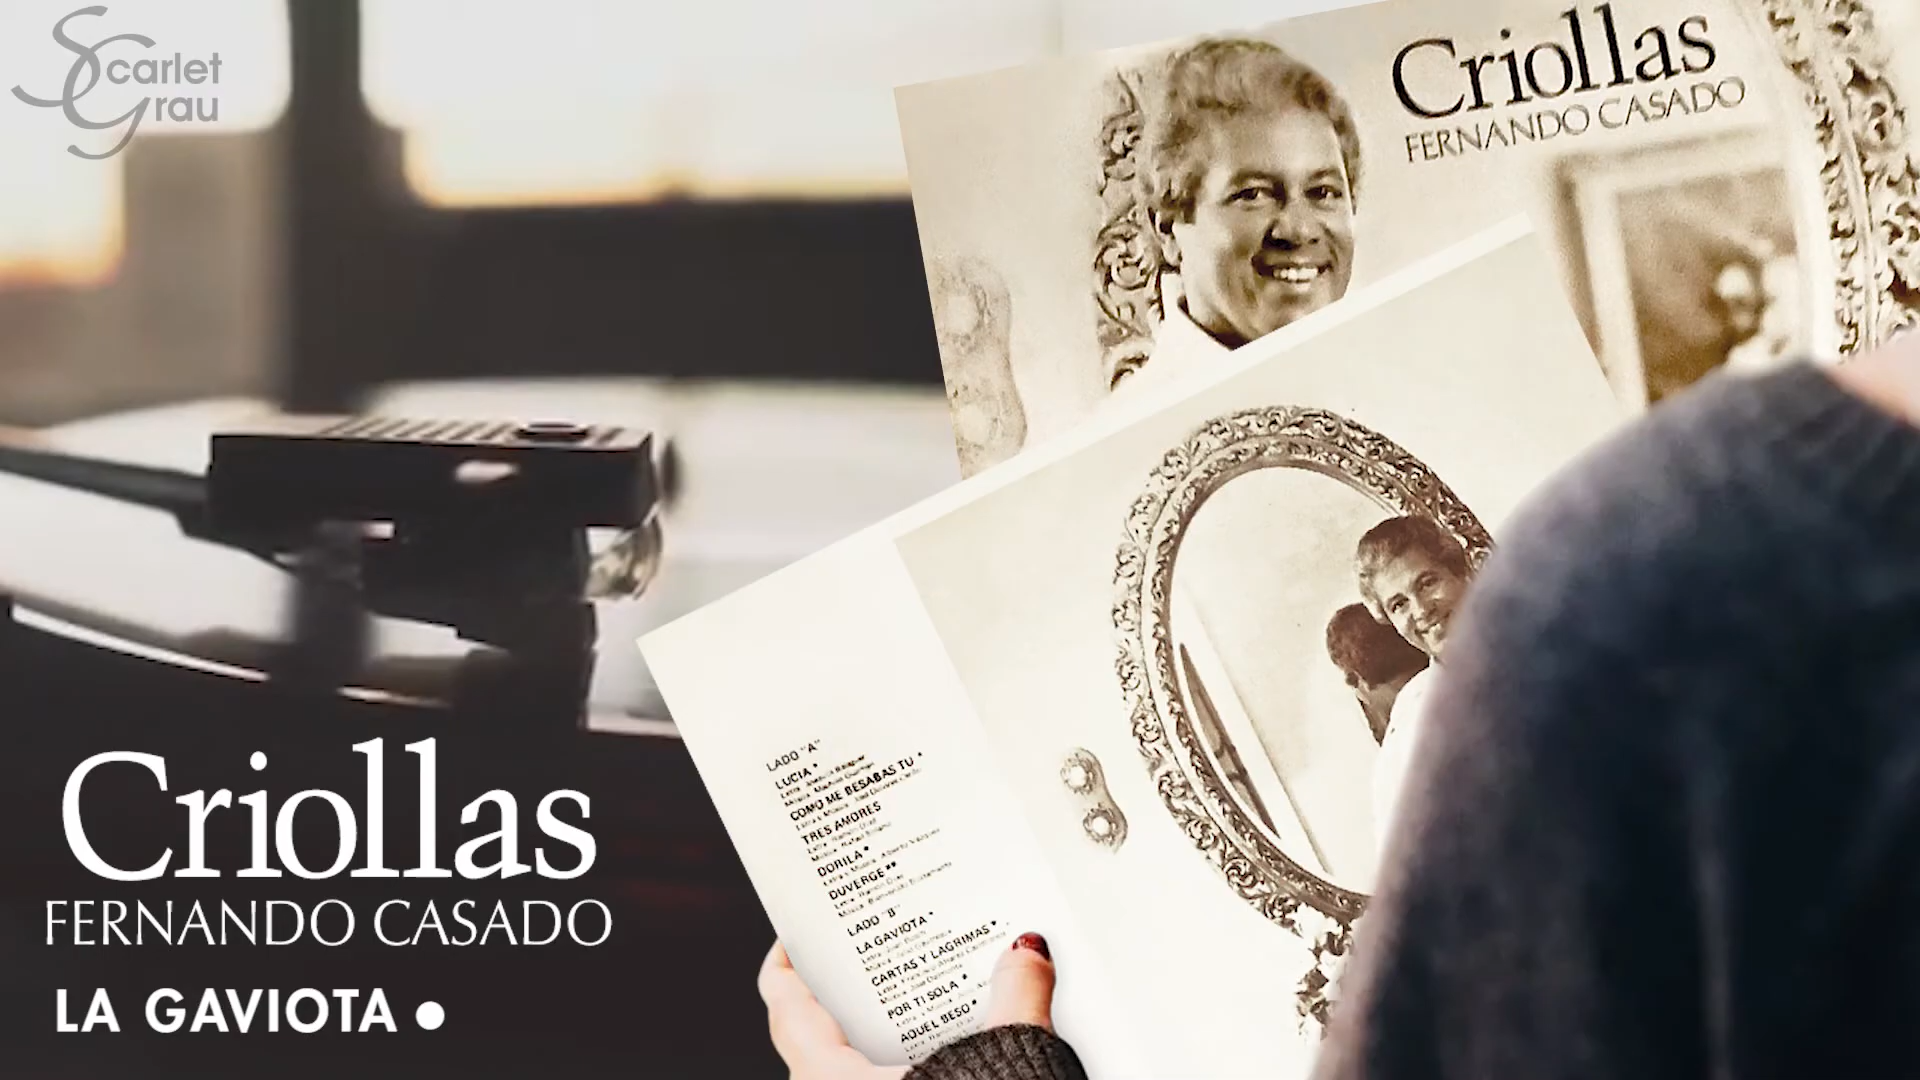 Scarlet
Grau
Criollas
FERNANDO CASADO
LADO "A"
LUCIA •
COMO ME BESABAS TU •
TRES AMORES
DORILA •
DUVERGE ••
LADO "B"
LA GAVIOTA •
CARTAS Y LAGRIMAS •
POR TI SOLA •
AQUEL BESO •
Criollas
FERNANDO CASADO
LA GAVIOTA •